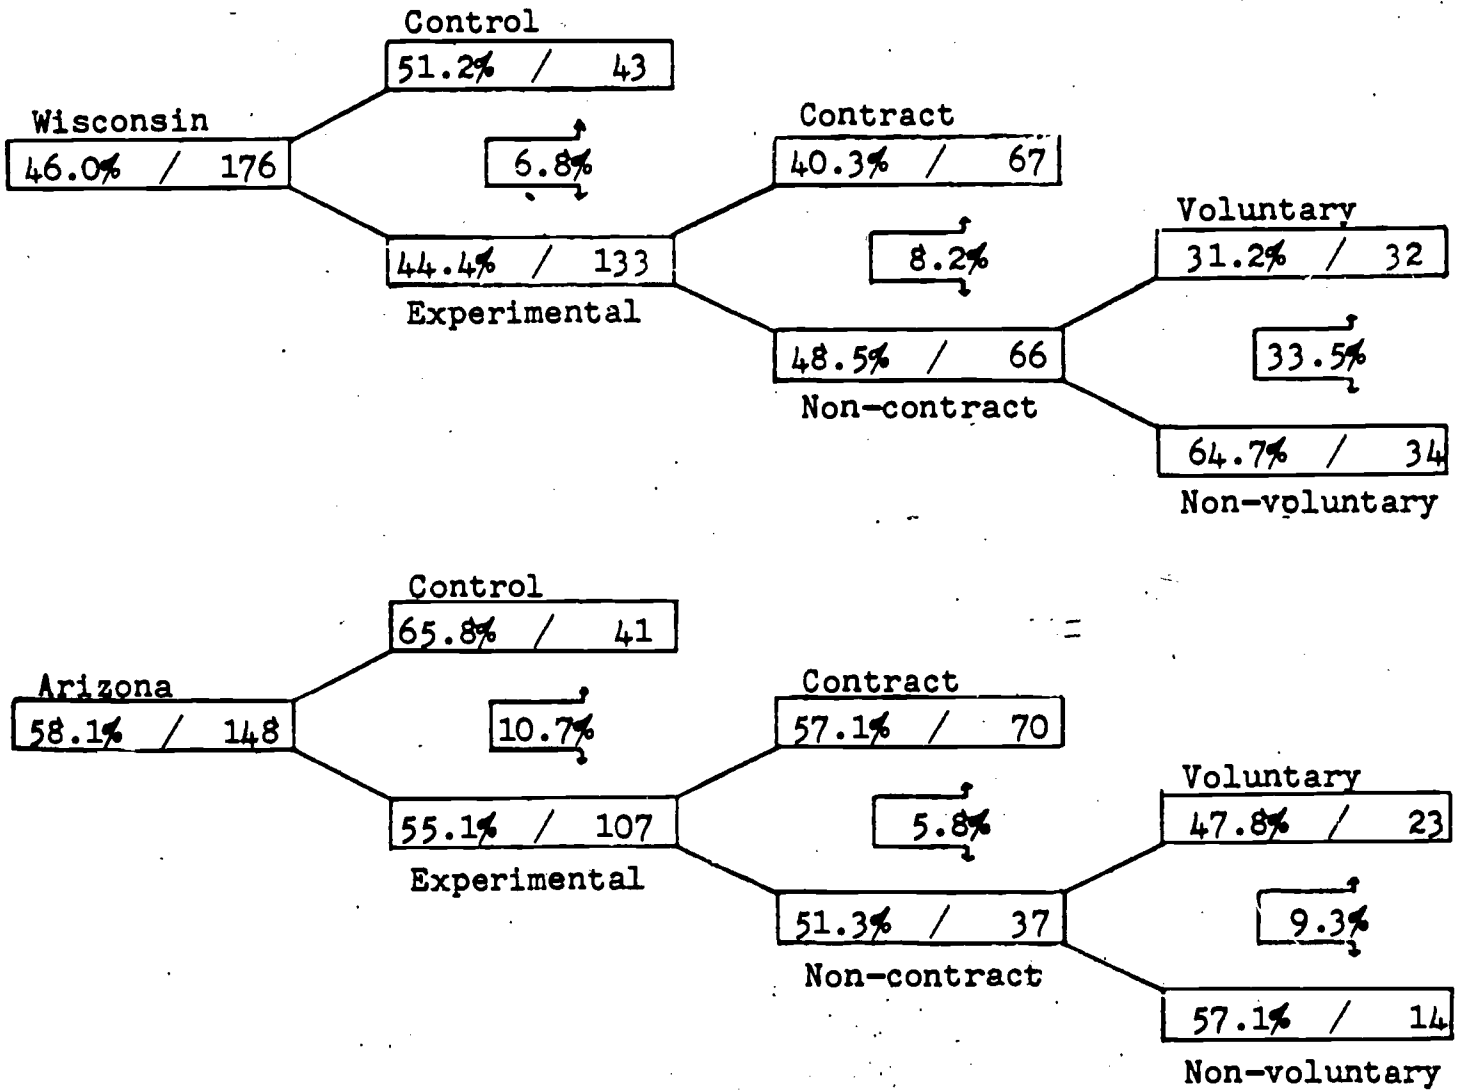 Control
51.2% / 43
Wisconsin
46.0% / 176
6.8%
Contract
40.3% / 67
44.4% / 133
Experimental
8.2%
Voluntary
31.2% / 32
48.5% / 66
Non-contract
33.5%
64.7% / 34
Non-voluntary
Control
65.8% / 41
Arizona
58.1% / 148
10.7%
Contract
57.1% / 70
55.1% / 107
Experimental
5.8%
Voluntary
47.8% / 23
51.3% / 37
Non-contract
9.3%
57.1% / 14
Non-voluntary